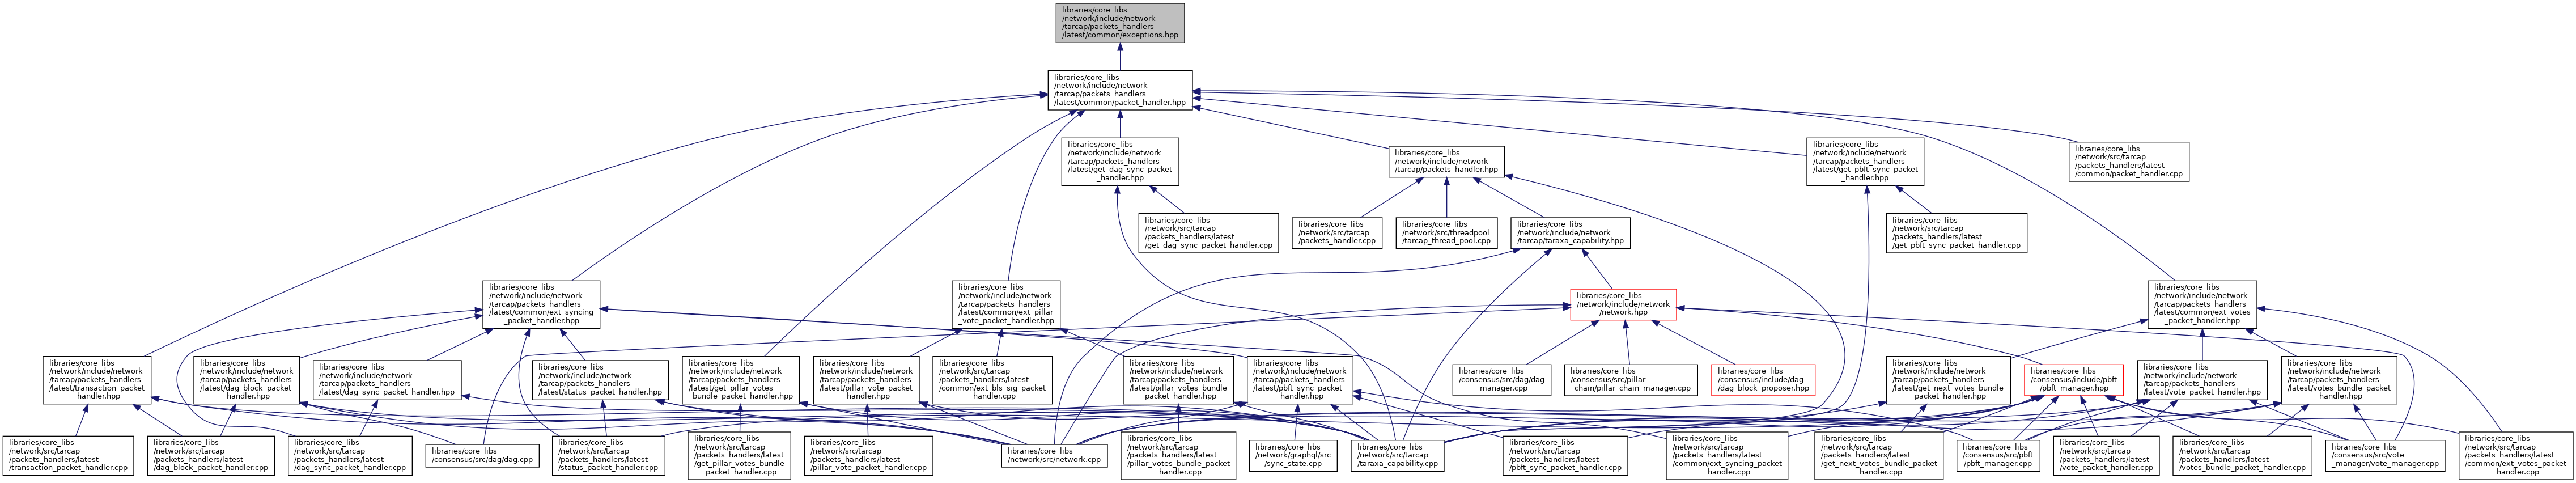 libraries/core_libs
/network/include/network
/tarcap/packets_handlers
/latest/common/exceptions.hpp
libraries/core_libs
/network/include/network
/tarcap/packets_handlers
/latest/common/packet_handler.hpp
libraries/core_libs
/network/include/network
/tarcap/packets_handlers
/latest/get_dag_sync_packet
_handler.hpp
libraries/core_libs
/network/include/network
/tarcap/packets_handler.hpp
libraries/core_libs
/network/include/network
/tarcap/packets_handlers
/latest/get_pbft_sync_packet
_handler.hpp
libraries/core_libs
/network/src/tarcap
/packets_handlers/latest
/common/packet_handler.cpp
libraries/core_libs
/network/src/tarcap
/packets_handlers/latest
/get_dag_sync_packet_handler.cpp
libraries/core_libs
/network/src/tarcap
/packets_handler.cpp
libraries/core_libs
/network/src/threadpool
/tarcap_thread_pool.cpp
libraries/core_libs
/network/include/network
/tarcap/taraxa_capability.hpp
libraries/core_libs
/network/src/tarcap
/packets_handlers/latest
/get_pbft_sync_packet_handler.cpp
libraries/core_libs
/network/include/network
/tarcap/packets_handlers
/latest/common/ext_syncing
_packet_handler.hpp
libraries/core_libs
/network/include/network
/tarcap/packets_handlers
/latest/common/ext_pillar
_vote_packet_handler.hpp
libraries/core_libs
/network/include/network
/network.hpp
libraries/core_libs
/network/include/network
/tarcap/packets_handlers
/latest/common/ext_votes
_packet_handler.hpp
libraries/core_libs
/network/include/network
/tarcap/packets_handlers
/latest/transaction_packet
_handler.hpp
libraries/core_libs
/network/include/network
/tarcap/packets_handlers
/latest/dag_block_packet
_handler.hpp
libraries/core_libs
/network/include/network
/tarcap/packets_handlers
/latest/dag_sync_packet_handler.hpp
libraries/core_libs
/network/include/network
/tarcap/packets_handlers
/latest/status_packet_handler.hpp
libraries/core_libs
/network/include/network
/tarcap/packets_handlers
/latest/get_pillar_votes
_bundle_packet_handler.hpp
libraries/core_libs
/network/include/network
/tarcap/packets_handlers
/latest/pillar_vote_packet
_handler.hpp
libraries/core_libs
/network/src/tarcap
/packets_handlers/latest
/common/ext_bls_sig_packet
_handler.cpp
libraries/core_libs
/network/include/network
/tarcap/packets_handlers
/latest/pillar_votes_bundle
_packet_handler.hpp
libraries/core_libs
/network/include/network
/tarcap/packets_handlers
/latest/pbft_sync_packet
_handler.hpp
libraries/core_libs
/consensus/src/dag/dag
_manager.cpp
libraries/core_libs
/consensus/src/pillar
_chain/pillar_chain_manager.cpp
libraries/core_libs
/consensus/include/dag
/dag_block_proposer.hpp
libraries/core_libs
/network/include/network
/tarcap/packets_handlers
/latest/get_next_votes_bundle
_packet_handler.hpp
libraries/core_libs
/consensus/include/pbft
/pbft_manager.hpp
libraries/core_libs
/network/include/network
/tarcap/packets_handlers
/latest/vote_packet_handler.hpp
libraries/core_libs
/network/include/network
/tarcap/packets_handlers
/latest/votes_bundle_packet
_handler.hpp
libraries/core_libs
/network/src/tarcap
/packets_handlers/latest
/transaction_packet_handler.cpp
libraries/core_libs
/network/src/tarcap
/packets_handlers/latest
/dag_block_packet_handler.cpp
libraries/core_libs
/network/src/tarcap
/packets_handlers/latest
/dag_sync_packet_handler.cpp
libraries/core_libs
/consensus/src/dag/dag.cpp
libraries/core_libs
/network/src/tarcap
/packets_handlers/latest
/status_packet_handler.cpp
libraries/core_libs
/network/src/tarcap
/packets_handlers/latest
/get_pillar_votes_bundle
_packet_handler.cpp
libraries/core_libs
/network/src/tarcap
/packets_handlers/latest
/pillar_vote_packet_handler.cpp
libraries/core_libs
/network/src/network.cpp
libraries/core_libs
/network/src/tarcap
/packets_handlers/latest
/pillar_votes_bundle_packet
_handler.cpp
libraries/core_libs
/network/graphql/src
/sync_state.cpp
libraries/core_libs
/network/src/tarcap
/taraxa_capability.cpp
libraries/core_libs
/network/src/tarcap
/packets_handlers/latest
/pbft_sync_packet_handler.cpp
libraries/core_libs
/network/src/tarcap
/packets_handlers/latest
/common/ext_syncing_packet
_handler.cpp
libraries/core_libs
/network/src/tarcap
/packets_handlers/latest
/get_next_votes_bundle_packet
_handler.cpp
libraries/core_libs
/consensus/src/pbft
/pbft_manager.cpp
libraries/core_libs
/network/src/tarcap
/packets_handlers/latest
/vote_packet_handler.cpp
libraries/core_libs
/network/src/tarcap
/packets_handlers/latest
/votes_bundle_packet_handler.cpp
libraries/core_libs
/consensus/src/vote
_manager/vote_manager.cpp
libraries/core_libs
/network/src/tarcap
/packets_handlers/latest
/common/ext_votes_packet
_handler.cpp